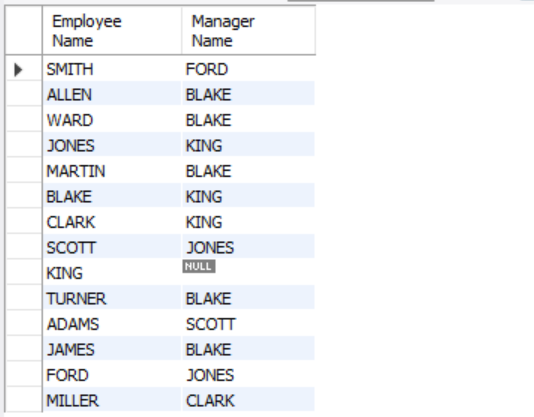 Employee Name Manager Name
SMITH FORD
ALLEN BLAKE
WARD BLAKE
JONES KING
MARTIN BLAKE
BLAKE KING
CLARK KING
SCOTT JONES
KING NULL
TURNER BLAKE
ADAMS SCOTT
JAMES BLAKE
FORD JONES
MILLER CLARK